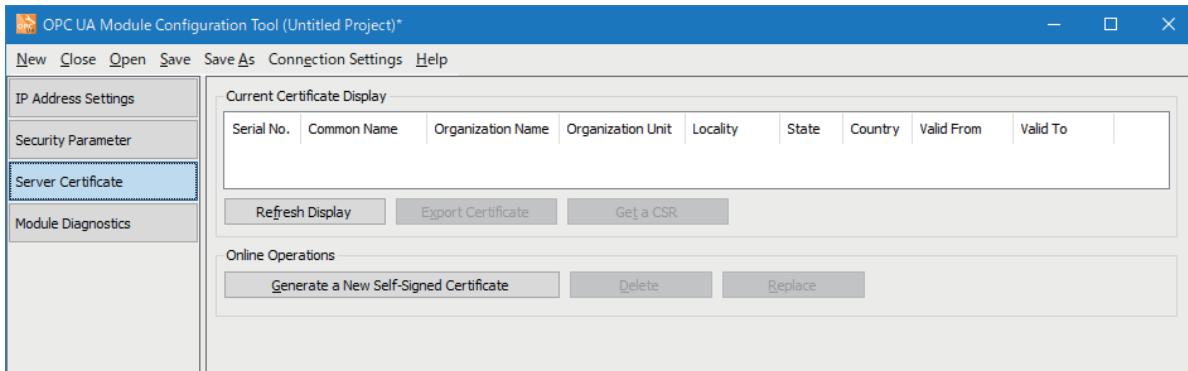 OPC UA Module Configuration Tool (Untitled Project)*
New Close Open Save Save As Connection Settings Help
IP Address Settings
Security Parameter
Server Certificate
Module Diagnostics
Current Certificate Display
Serial No. Common Name Organization Name Organization Unit Locality State Country Valid From Valid To
Refresh Display Export Certificate Get a CSR
Online Operations
Generate a New Self-Signed Certificate Delete Replace